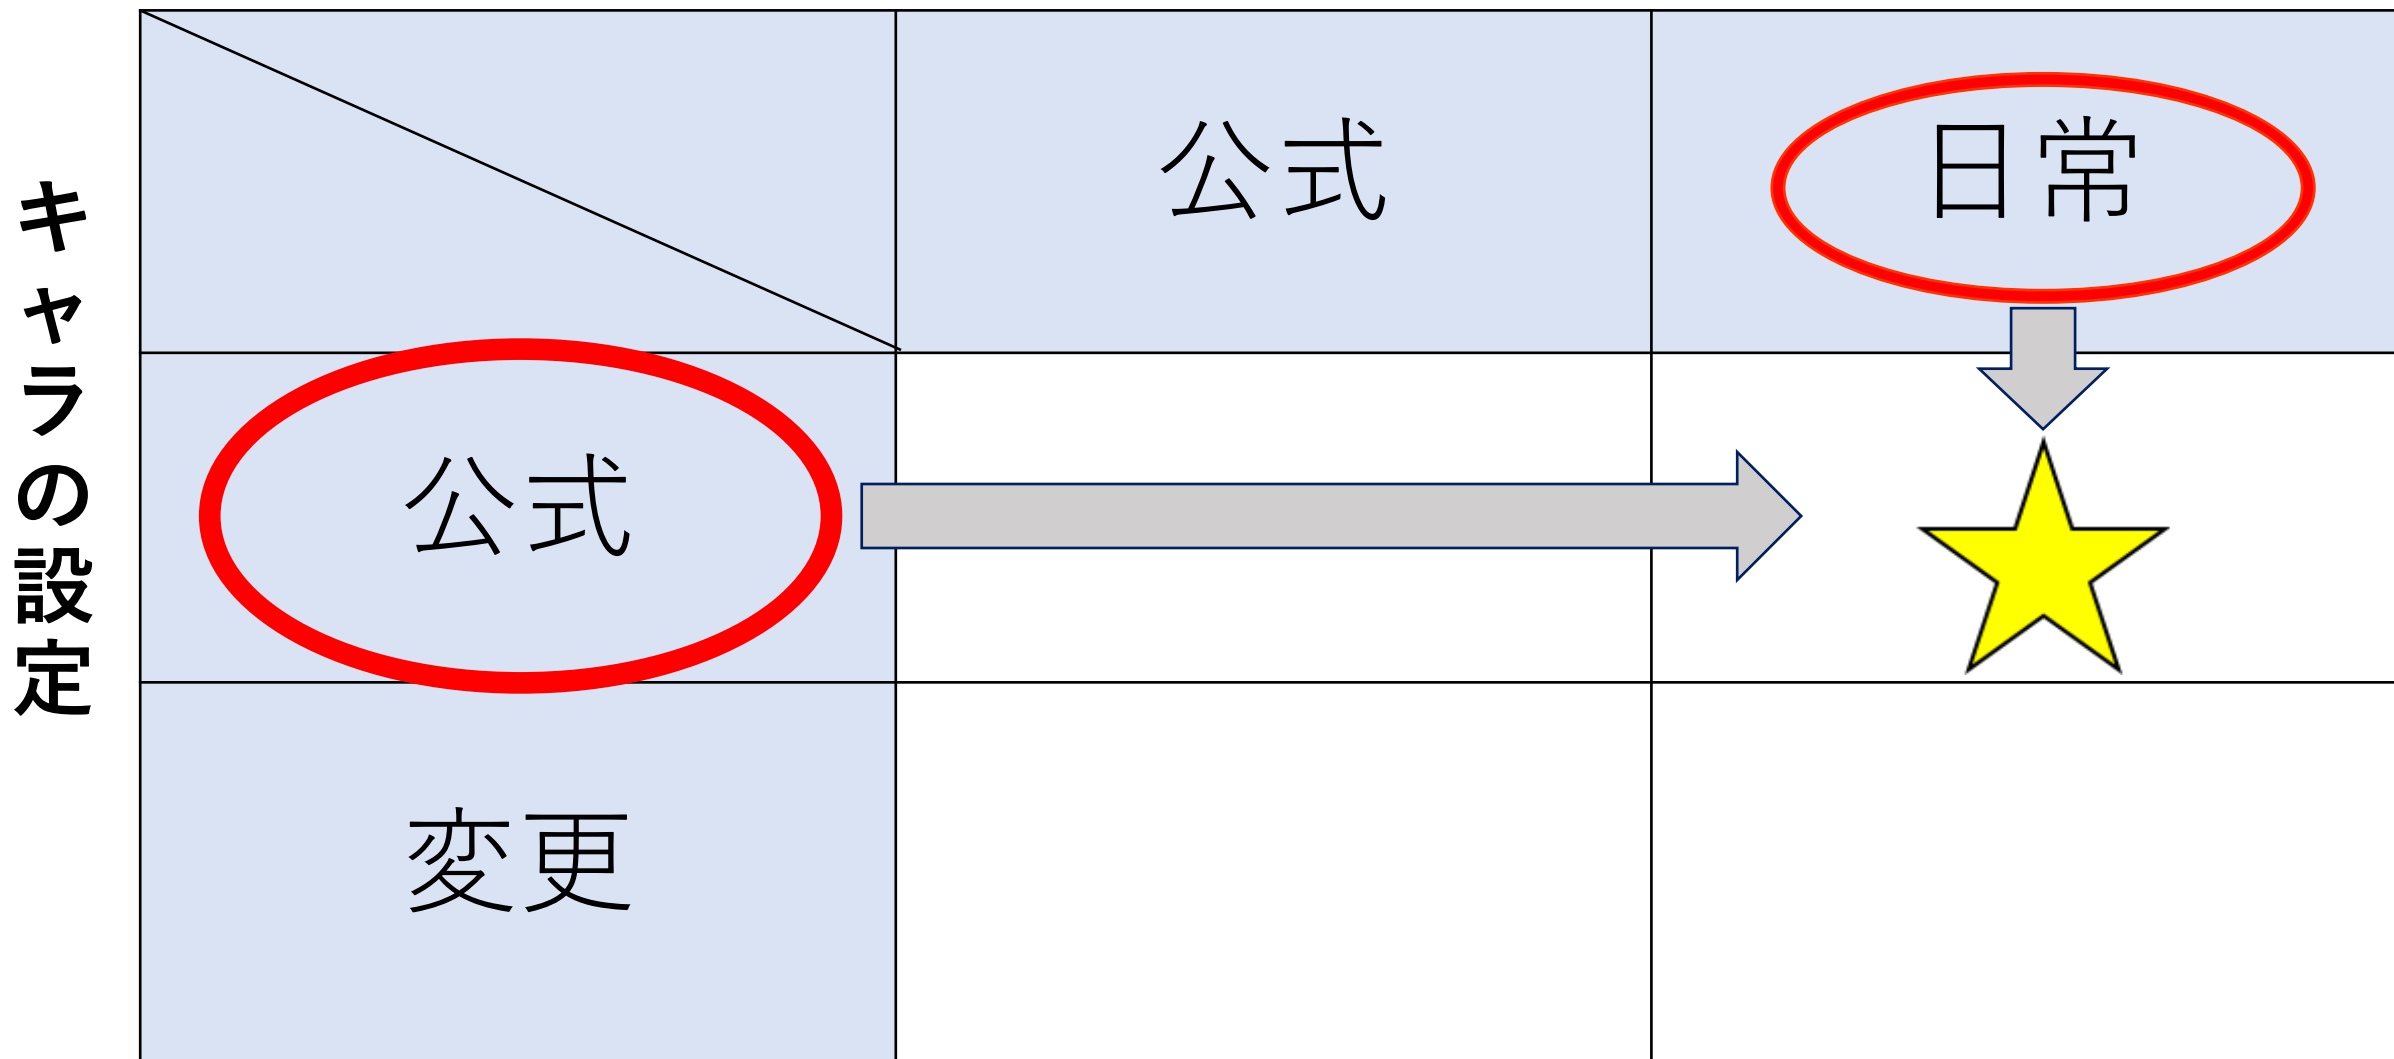 キャラの設定
公式
日常
公式
変更